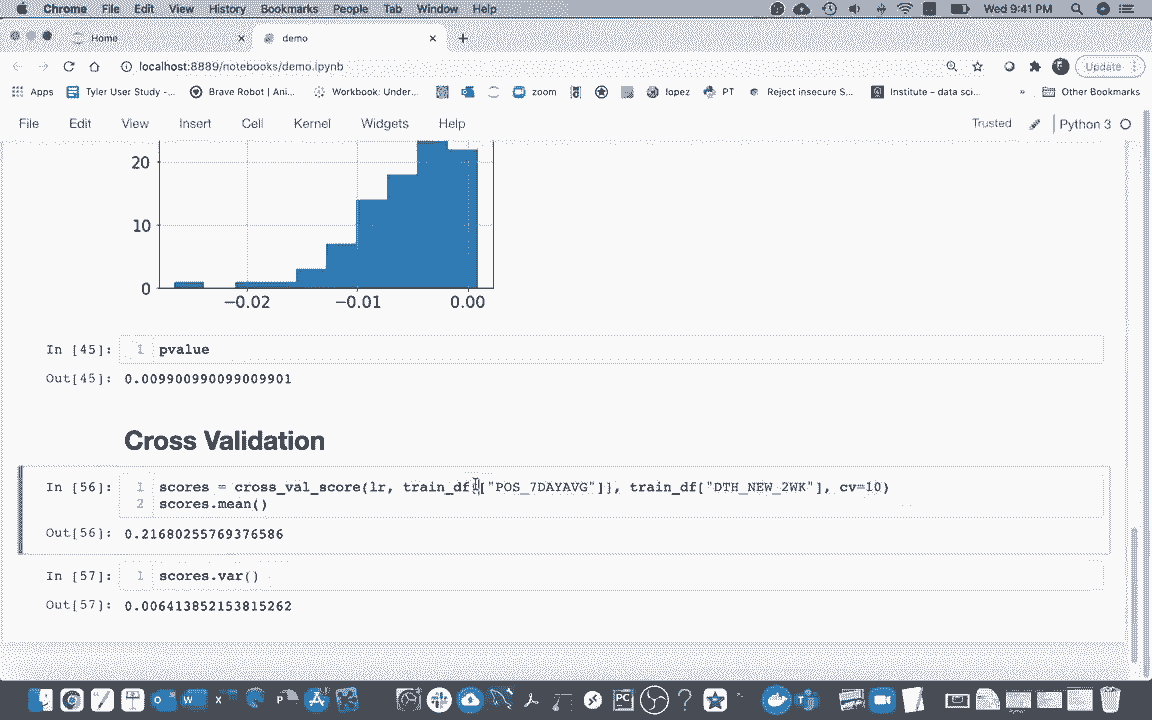 Chrome File Edit View History Bookmarks People Tab Window Help Wed 9:41 PM
Home demo
localhost:8889/notebooks/demo.ipynb Update
Apps Tyler User Study -... Brave Robot | Ani... Workbook: Under... zoom lopez PT Reject insecure S... Institute – data sci... » Other Bookmarks
File Edit View Insert Cell Kernel Widgets Help Trusted Python 3
20
10
0
−0.02 −0.01 0.00
In [45]: 1 pvalue
Out[45]: 0.009900990099009901
Cross Validation
In [56]: 1 scores = cross_val_score(lr, train_df[["POS_7DAYAVG"]], train_df["DTH_NEW_2WK"], cv=10)
2 scores.mean()
Out[56]: 0.21680255769376586
In [57]: 1 scores.var()
Out[57]: 0.006413852153815262